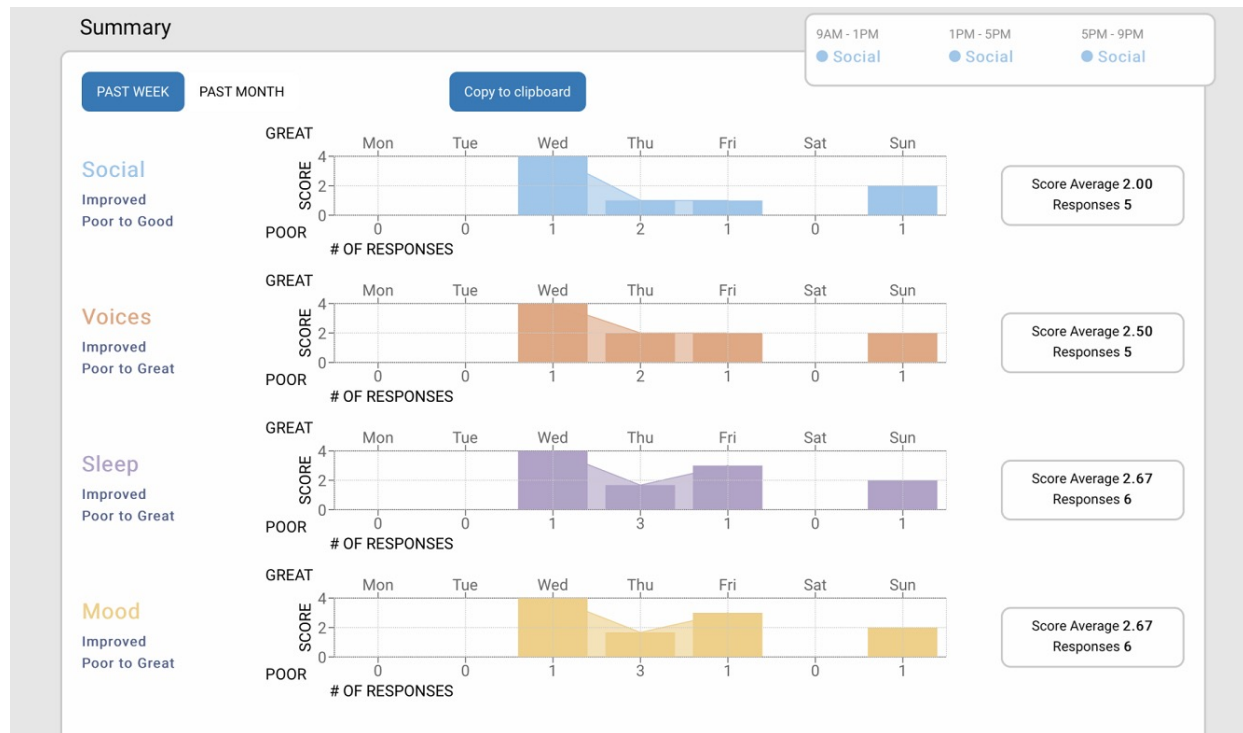 Summary
9AM - 1PM 1PM - 5PM 5PM - 9PM
Social Social Social
PAST WEEK PAST MONTH Copy to clipboard
GREAT
Mon Tue Wed Thu Fri Sat Sun
Social
Improved
Poor to Good
SCORE
4
2
0
POOR
0 0 1 2 1 0 1
# OF RESPONSES
Score Average 2.00
Responses 5
GREAT
Mon Tue Wed Thu Fri Sat Sun
Voices
Improved
Poor to Great
SCORE
4
2
0
POOR
0 0 1 2 1 0 1
# OF RESPONSES
Score Average 2.50
Responses 5
GREAT
Mon Tue Wed Thu Fri Sat Sun
Sleep
Improved
Poor to Great
SCORE
4
2
0
POOR
0 0 1 3 1 0 1
# OF RESPONSES
Score Average 2.67
Responses 6
GREAT
Mon Tue Wed Thu Fri Sat Sun
Mood
Improved
Poor to Great
SCORE
4
2
0
POOR
0 0 1 3 1 0 1
# OF RESPONSES
Score Average 2.67
Responses 6